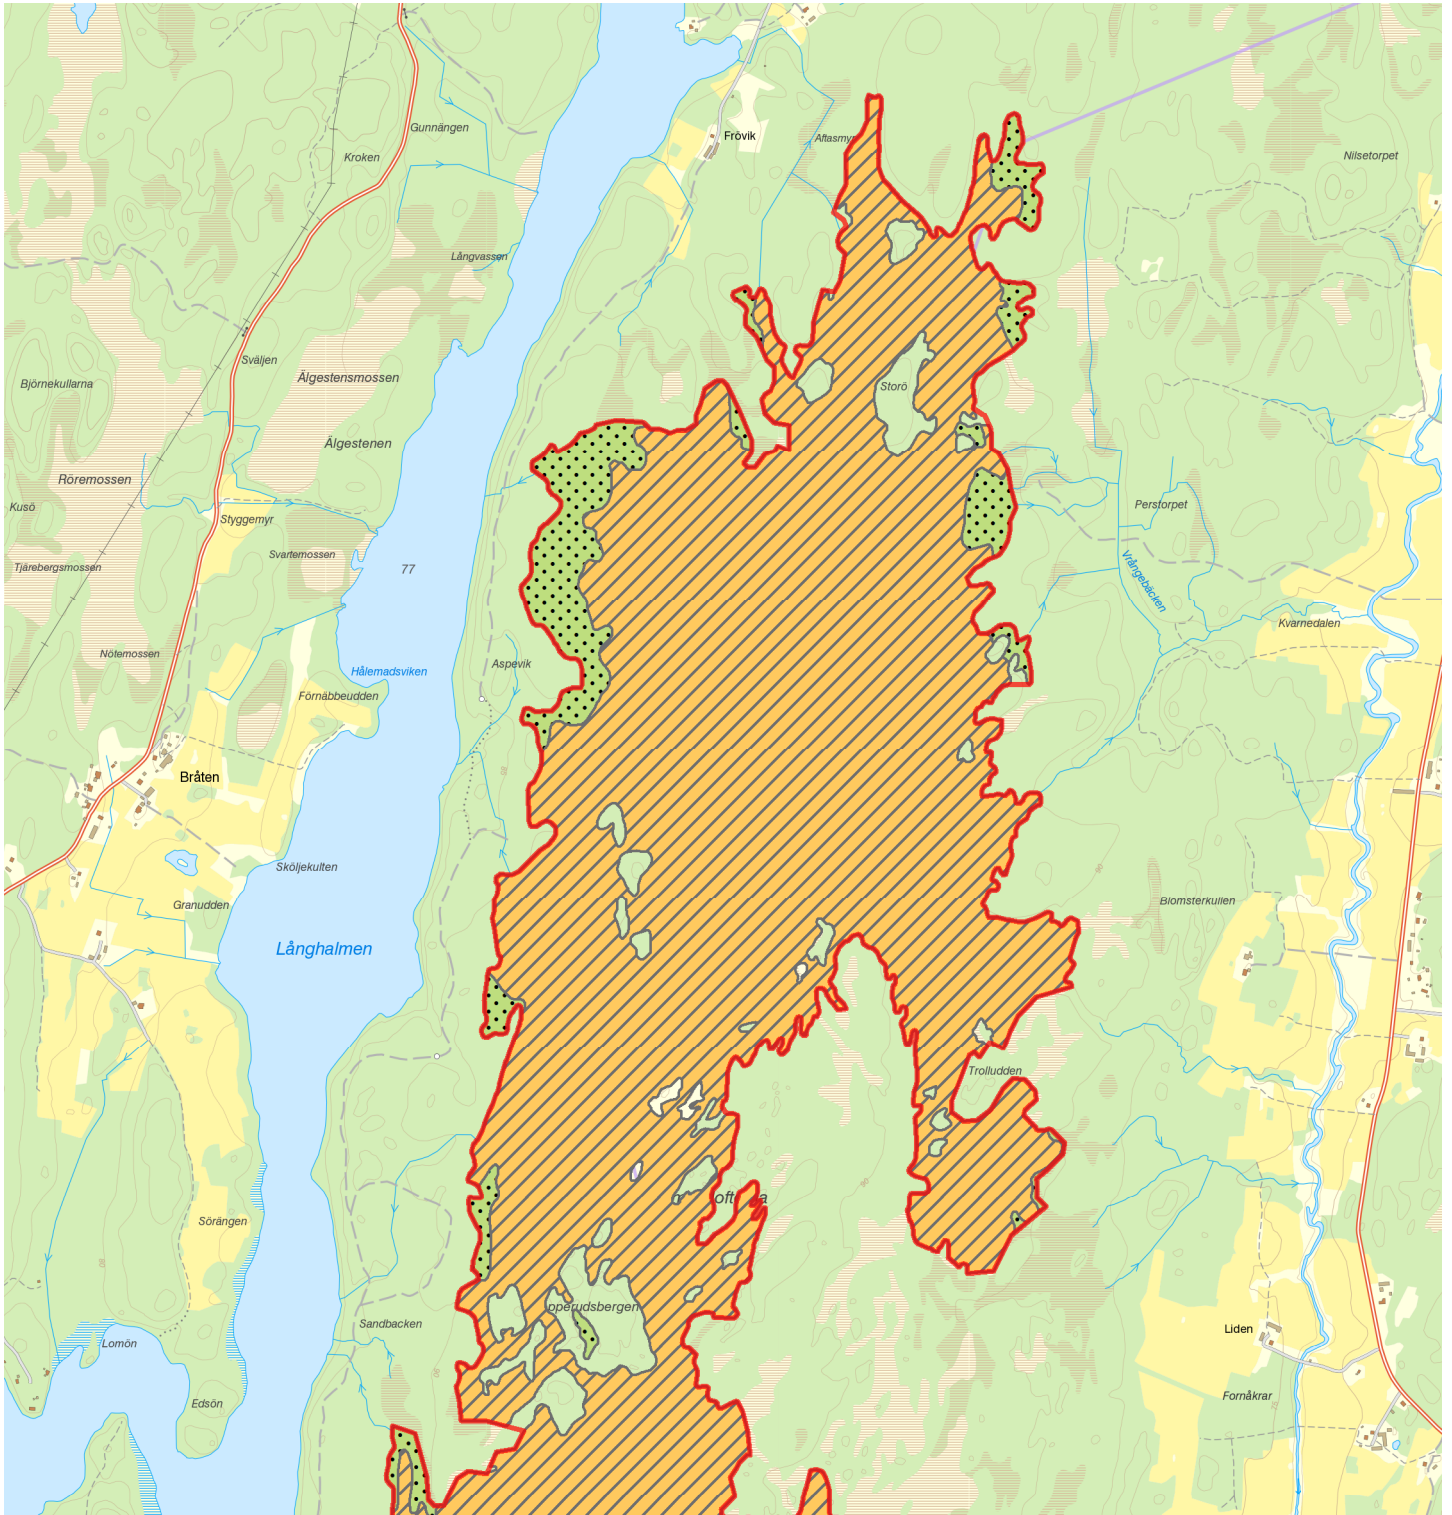 Frövik
Gunnängen
Aftasmyr
Kroken
Nilsetorpet
Långvassen
Sväljen
Älgestensmossen
Björnekullarna
Storö
Älgestenen
Röremossen
Kusö
Styggemyr
Perstorpet
Svartemossen
Tjärebergsmossen
77
Vrångebäcken
Kvarnedalen
Nötemossen
Aspevik
Hålemadsviken
Förnäbbeudden
Bråten
Sköljekulten
Granudden
Blomsterkullen
Långhalmen
Trolludden
Sörängen
pperudsbergen
Sandbacken
Liden
Lomön
Edsön
Fornåkrar